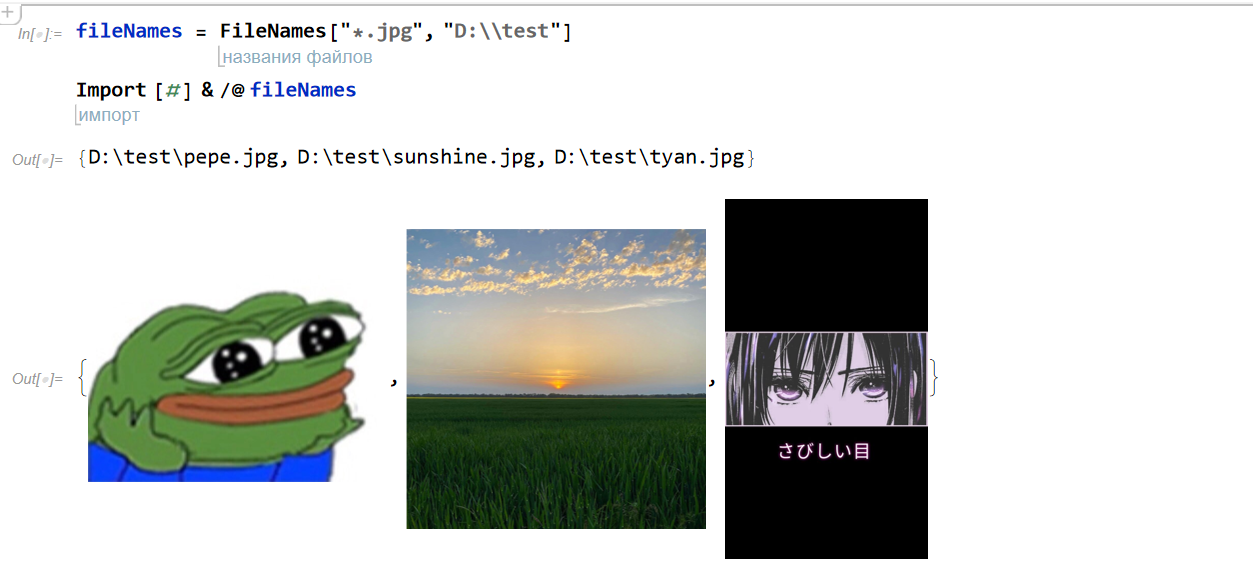 In[•]:= fileNames = FileNames["*.jpg", "D:\\test"]
названия файлов
Import [#] & /@ fileNames
импорт
Out[•]= {D:\test\pepe.jpg, D:\test\sunshine.jpg, D:\test\tyan.jpg}
Out[•]= { , , }
さびしい目